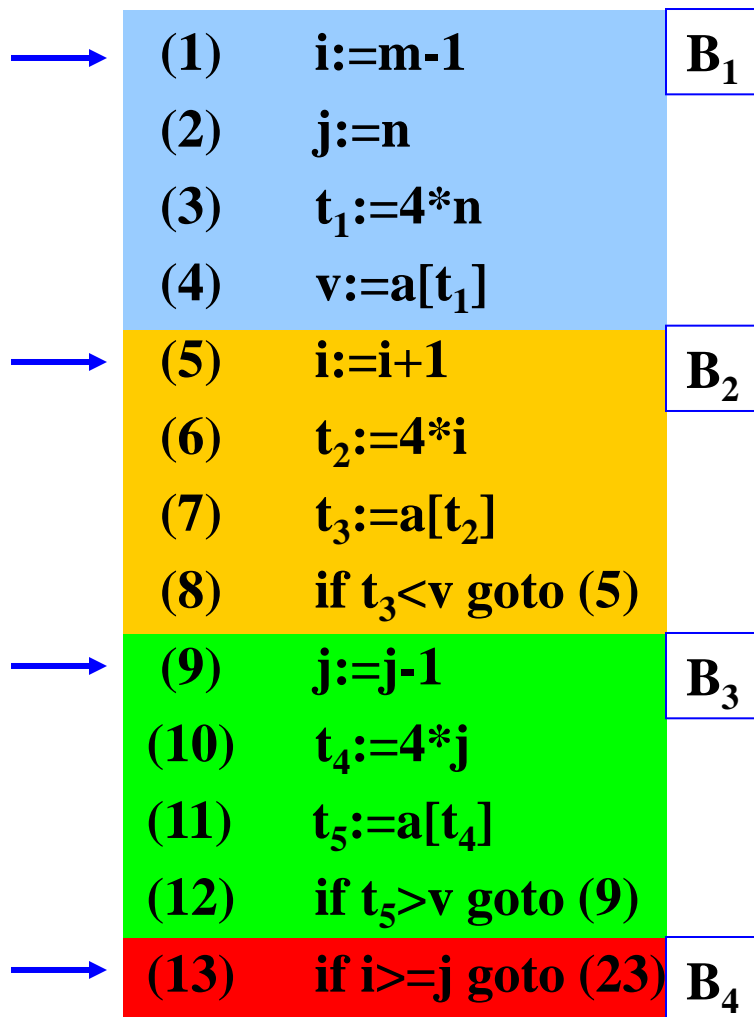 (1) i:=m-1 B₁
(2) j:=n
(3) t₁:=4*n
(4) v:=a[t₁]
(5) i:=i+1 B₂
(6) t₂:=4*i
(7) t₃:=a[t₂]
(8) if t₃<v goto (5)
(9) j:=j-1 B₃
(10) t₄:=4*j
(11) t₅:=a[t₄]
(12) if t₅>v goto (9)
(13) if i>=j goto (23) B₄